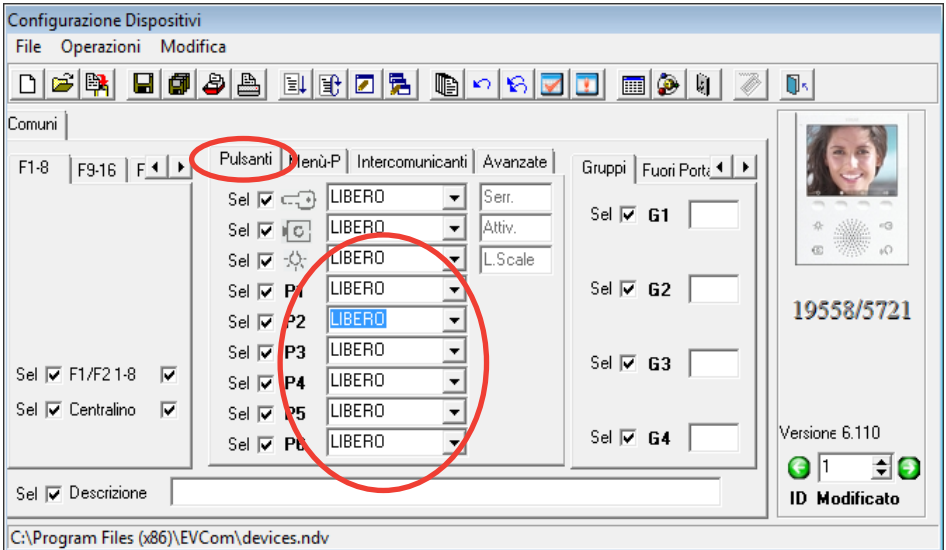 Configurazione Dispositivi
File Operazioni Modifica
Comuni
F1-8 F9-16 F
Pulsanti Menù-P Intercomunicanti Avanzate
Gruppi Fuori Porta
Sel LIBERO Serr.
Sel LIBERO Attiv.
Sel LIBERO L.Scale
Sel P1 LIBERO
Sel P2 LIBERO
Sel P3 LIBERO
Sel P4 LIBERO
Sel P5 LIBERO
Sel P6 LIBERO
Sel G1
Sel G2
Sel G3
Sel G4
Sel F1/F2 1-8
Sel Centralino
Sel Descrizione
19558/5721
Versione 6.110
1
ID Modificato
C:\Program Files (x86)\EVCom\devices.ndv